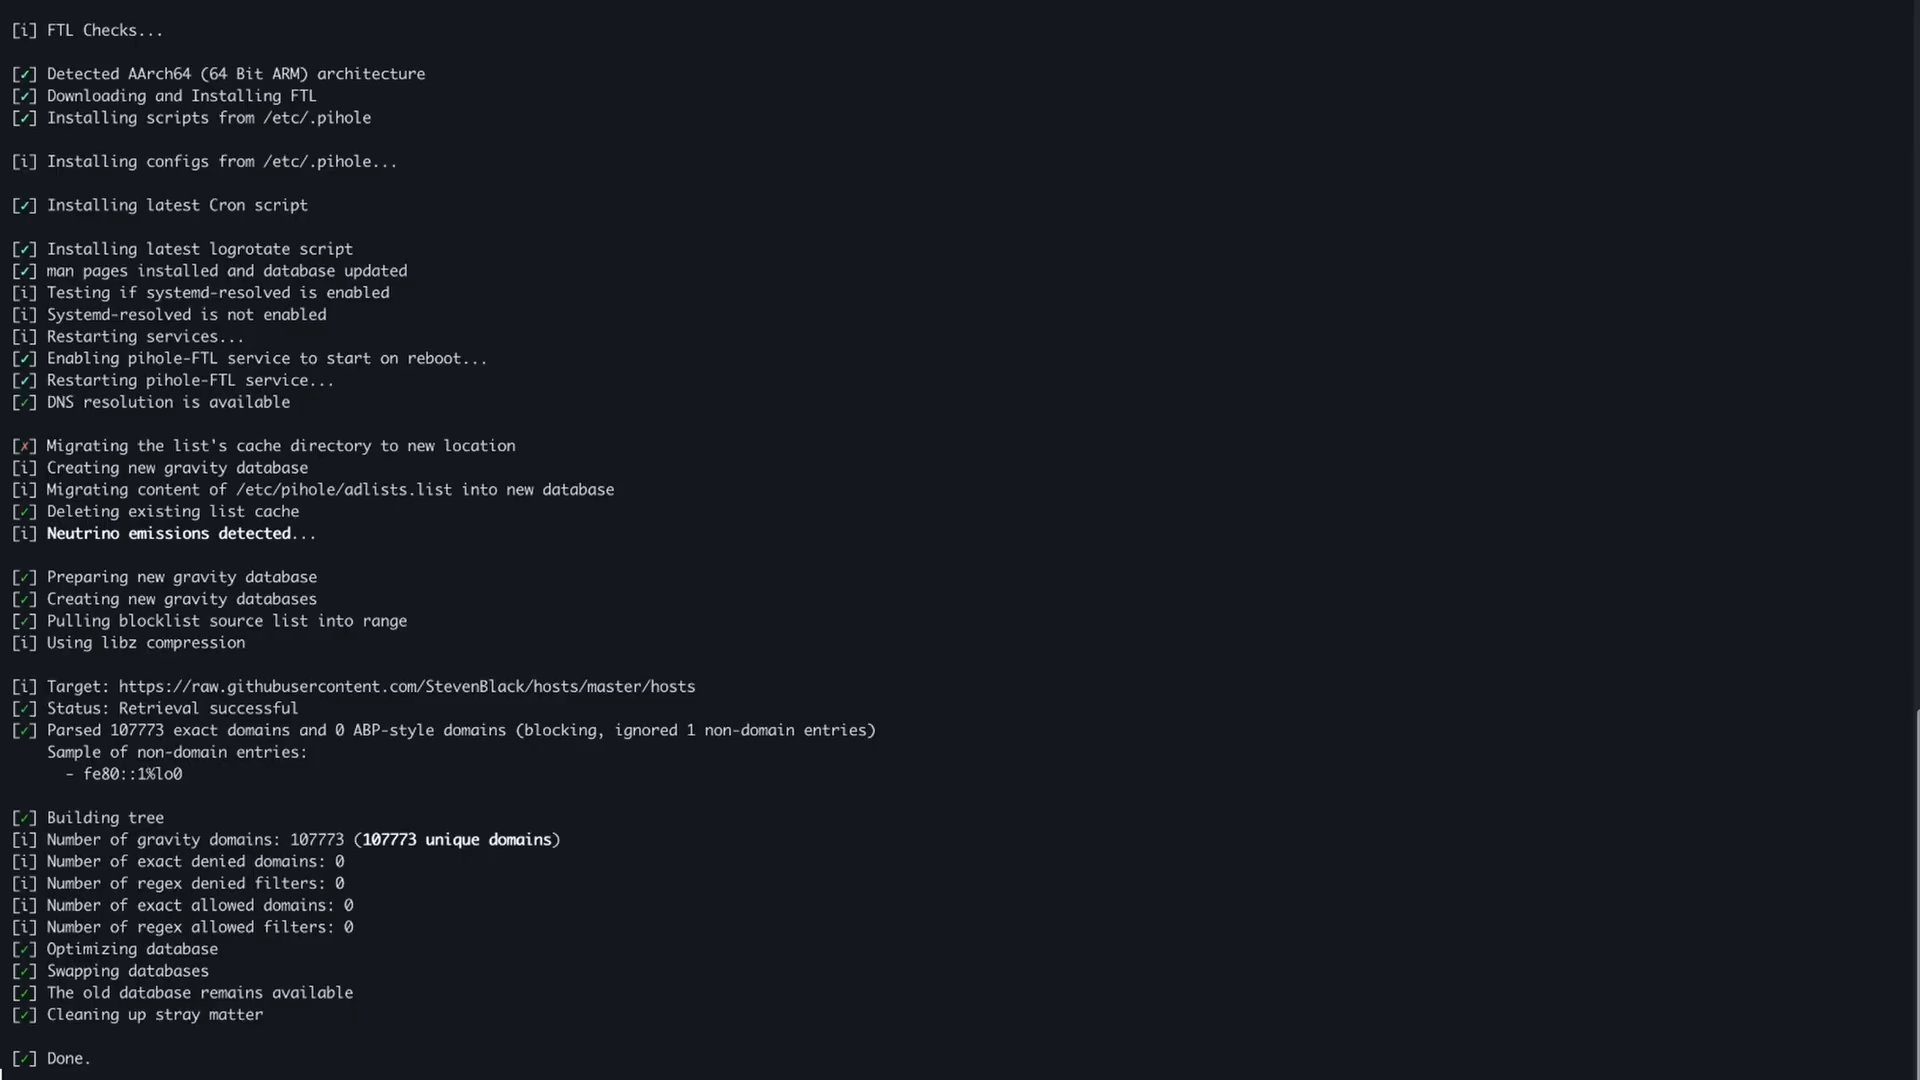 [i] FTL Checks...
[✓] Detected AArch64 (64 Bit ARM) architecture
[✓] Downloading and Installing FTL
[✓] Installing scripts from /etc/.pihole
[i] Installing configs from /etc/.pihole...
[✓] Installing latest Cron script
[✓] Installing latest logrotate script
[✓] man pages installed and database updated
[i] Testing if systemd-resolved is enabled
[i] Systemd-resolved is not enabled
[i] Restarting services...
[✓] Enabling pihole-FTL service to start on reboot...
[✓] Restarting pihole-FTL service...
[✓] DNS resolution is available
[✗] Migrating the list's cache directory to new location
[i] Creating new gravity database
[i] Migrating content of /etc/pihole/adlists.list into new database
[✓] Deleting existing list cache
[i] Neutrino emissions detected...
[✓] Preparing new gravity database
[✓] Creating new gravity databases
[✓] Pulling blocklist source list into range
[i] Using libz compression
[i] Target: https://raw.githubusercontent.com/StevenBlack/hosts/master/hosts
[✓] Status: Retrieval successful
[✓] Parsed 107773 exact domains and 0 ABP-style domains (blocking, ignored 1 non-domain entries)
Sample of non-domain entries:
- fe80::1%lo0
[✓] Building tree
[i] Number of gravity domains: 107773 (107773 unique domains)
[i] Number of exact denied domains: 0
[i] Number of regex denied filters: 0
[i] Number of exact allowed domains: 0
[i] Number of regex allowed filters: 0
[✓] Optimizing database
[✓] Swapping databases
[✓] The old database remains available
[✓] Cleaning up stray matter
[✓] Done.